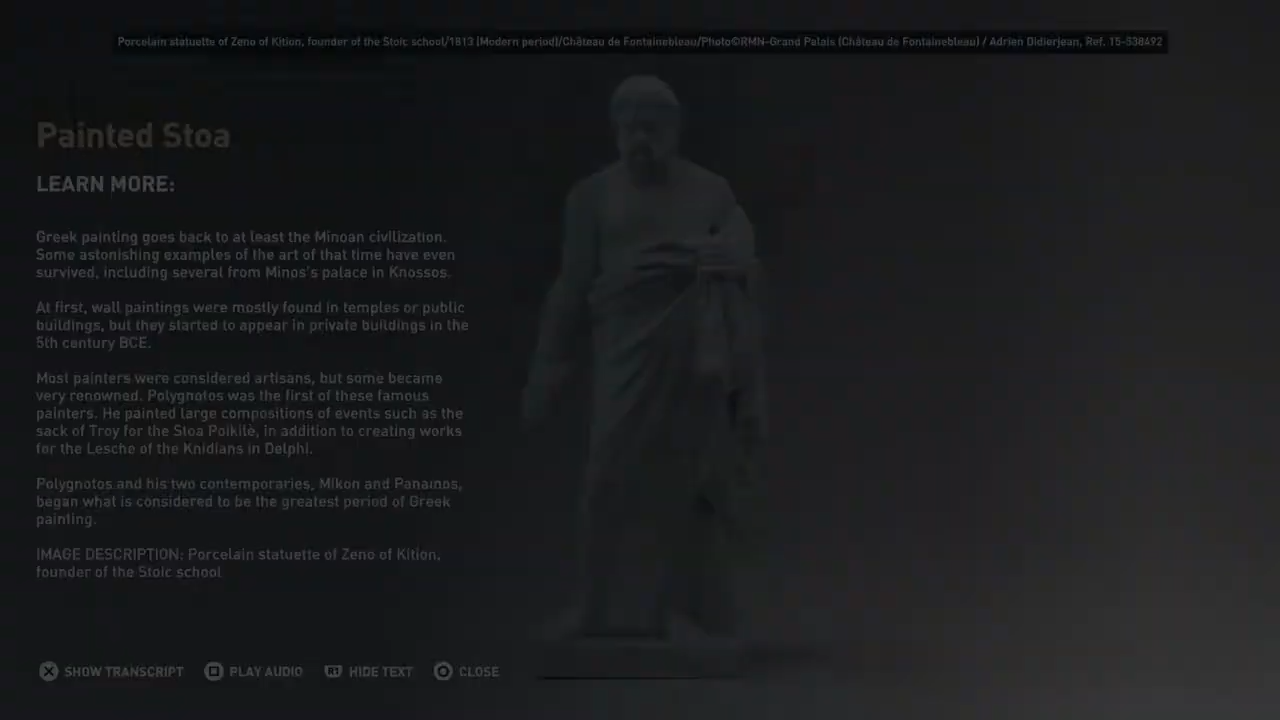 Porcelain statuette of Zeno of Kition, founder of the Stoic school/1813 (Modern period)/Château de Fontainebleau/Photo©RMN-Grand Palais (Château de Fontainebleau) / Adrien Didierjean, Ref. 15-538692
Painted Stoa
LEARN MORE:
Greek painting goes back to at least the Minoan civilization.
Some astonishing examples of the art of that time have even
survived, including several from Minos's palace in Knossos.
At first, wall paintings were mostly found in temples or public
buildings, but they started to appear in private buildings in the
5th century BCE.
Most painters were considered artisans, but some became
very renowned. Polygnotos was the first of these famous
painters. He painted large compositions of events such as the
sack of Troy for the Stoa Poikilè, in addition to creating works
for the Lesche of the Knidians in Delphi.
Polygnotos and his two contemporaries, Mikon and Panainos,
began what is considered to be the greatest period of Greek
painting.
IMAGE DESCRIPTION: Porcelain statuette of Zeno of Kition,
founder of the Stoic school
SHOW TRANSCRIPT PLAY AUDIO R1 HIDE TEXT CLOSE